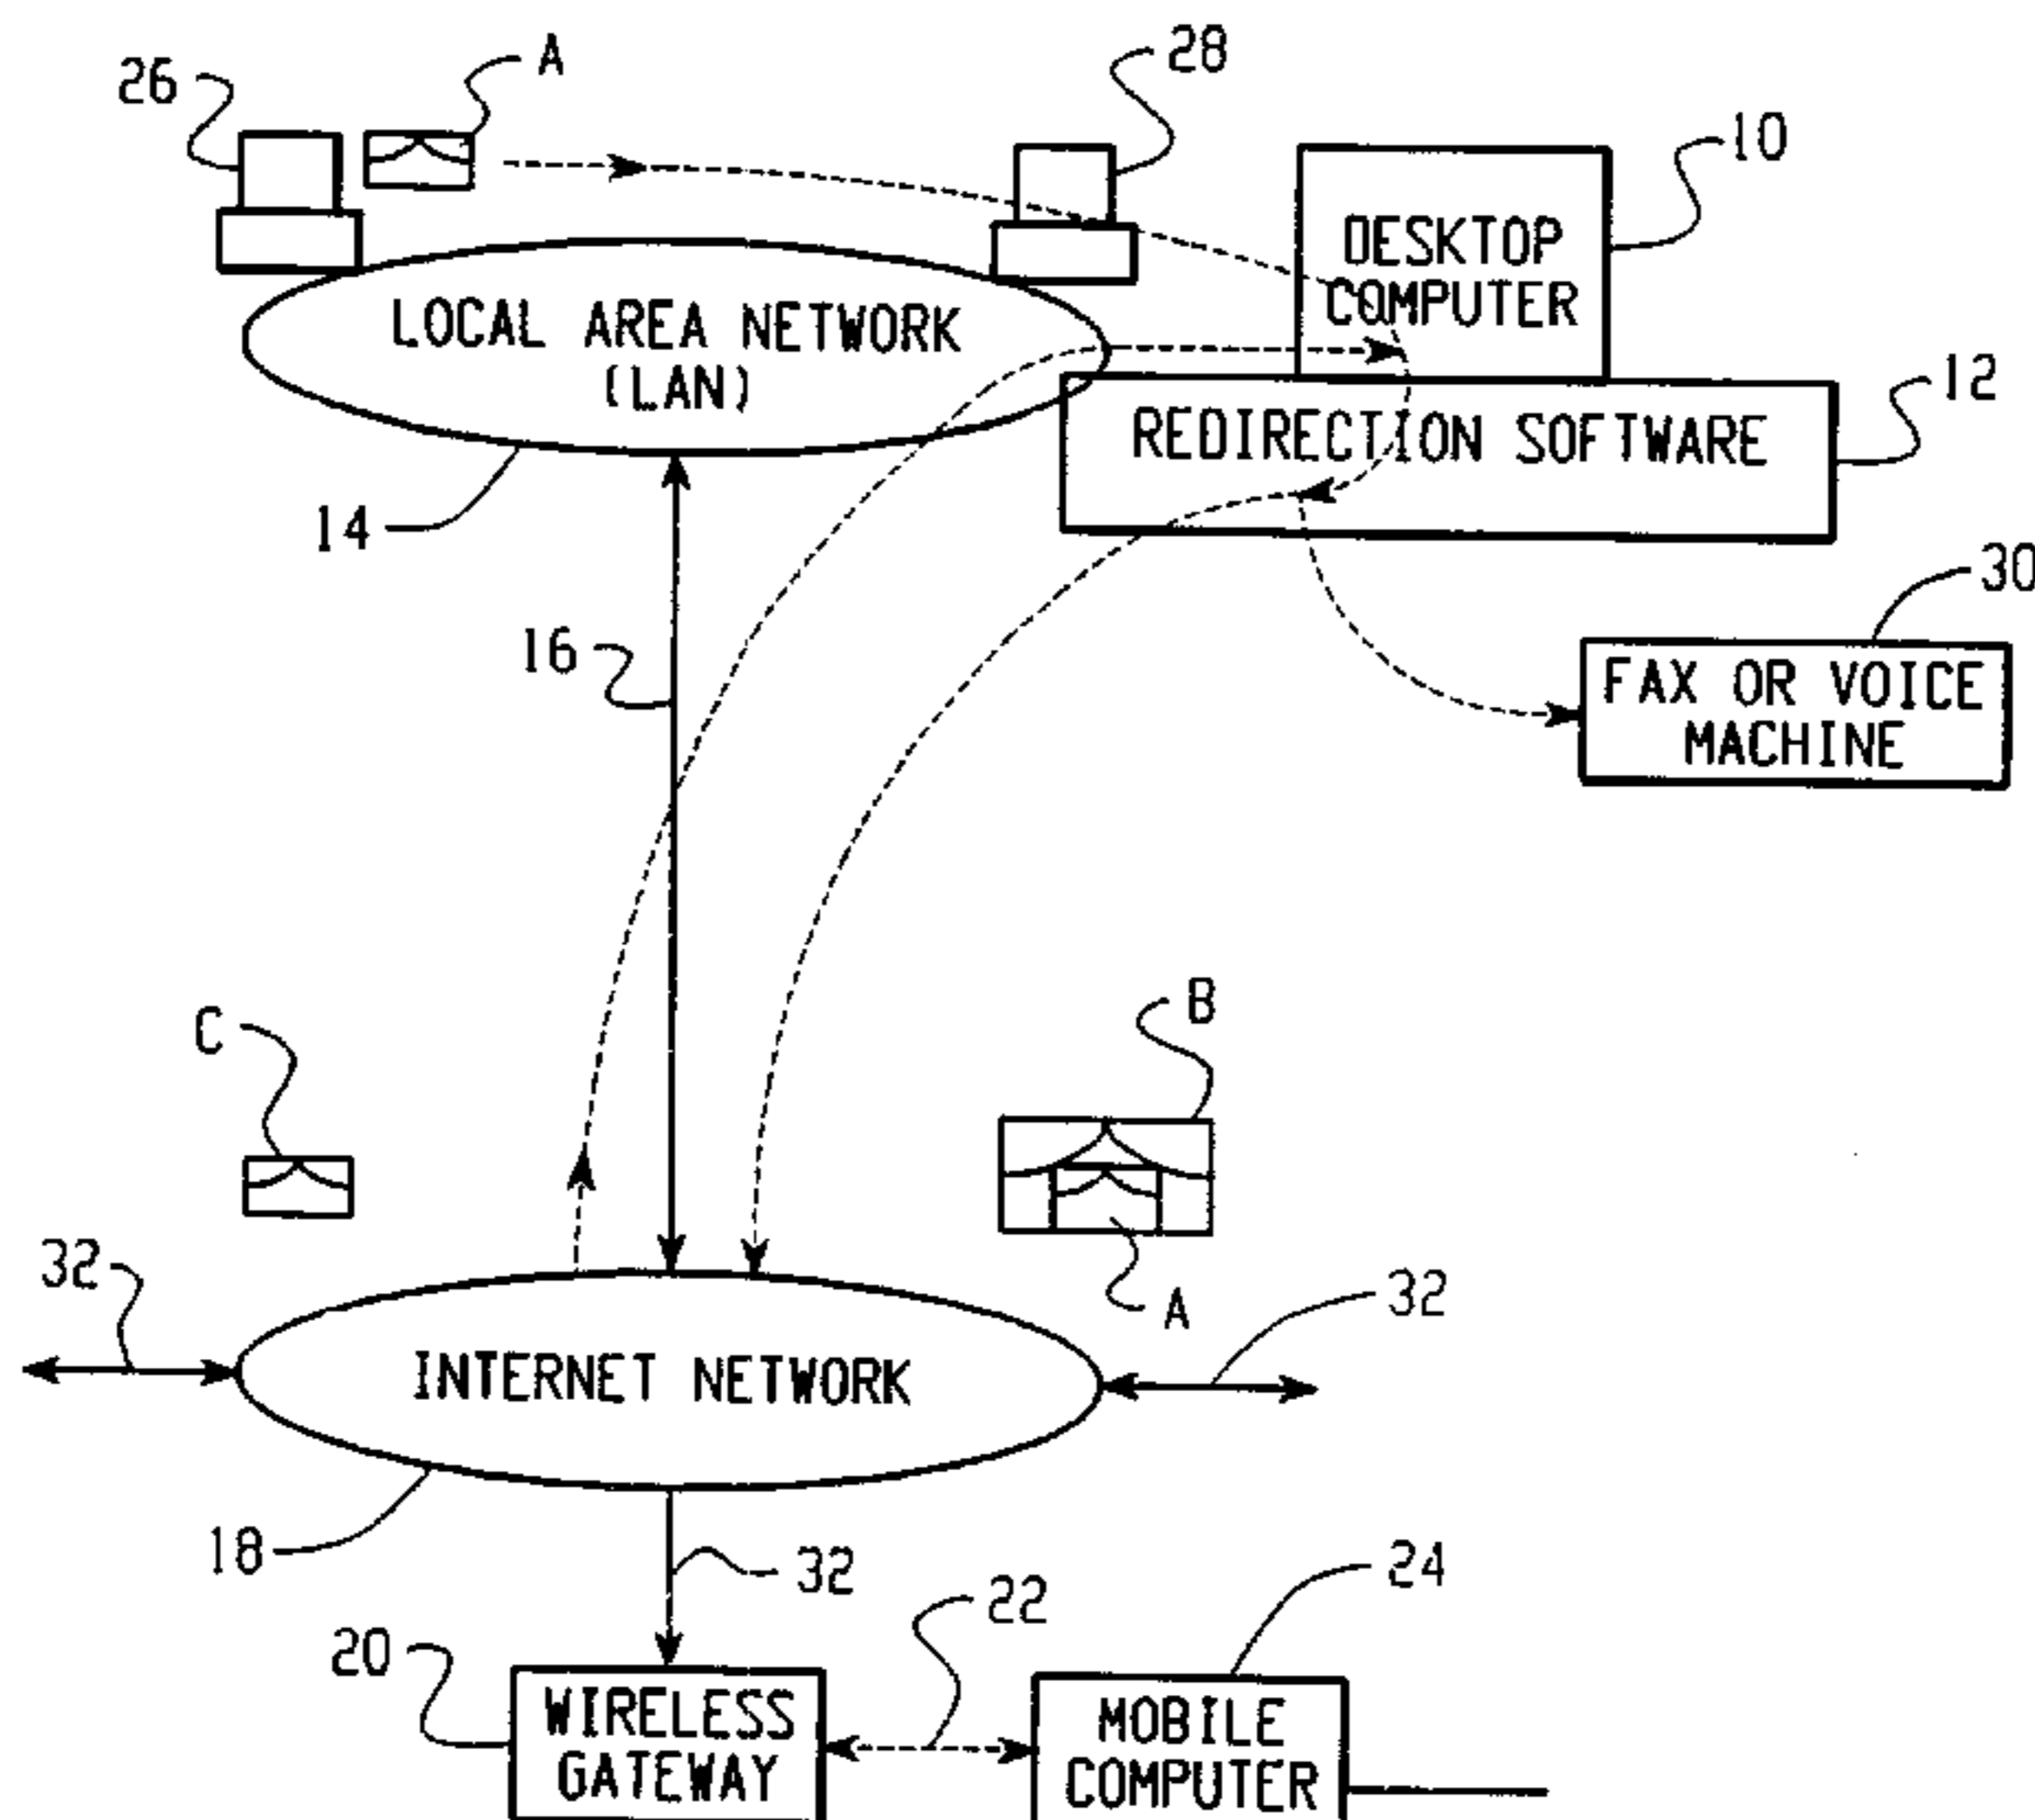 26
A
28
10
DESKTOP
COMPUTER
LOCAL AREA NETWORK
(LAN)
12
REDIRECTION SOFTWARE
14
30
16
FAX OR VOICE
MACHINE
B
C
32
A
32
INTERNET NETWORK
18
32
22
24
20
WIRELESS
GATEWAY
MOBILE
COMPUTER